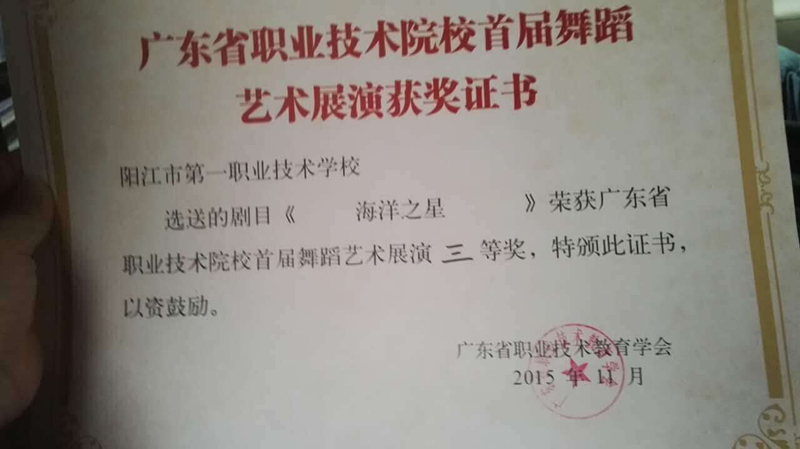 广东省职业技术院校首届舞蹈
艺术展演获奖证书
阳江市第一职业技术学校
选送的剧目《 海洋之星 》荣获广东省
职业技术院校首届舞蹈艺术展演 三 等奖，特颁此证书，
以资鼓励。
广东省职业技术教育学会
2015 年 11 月